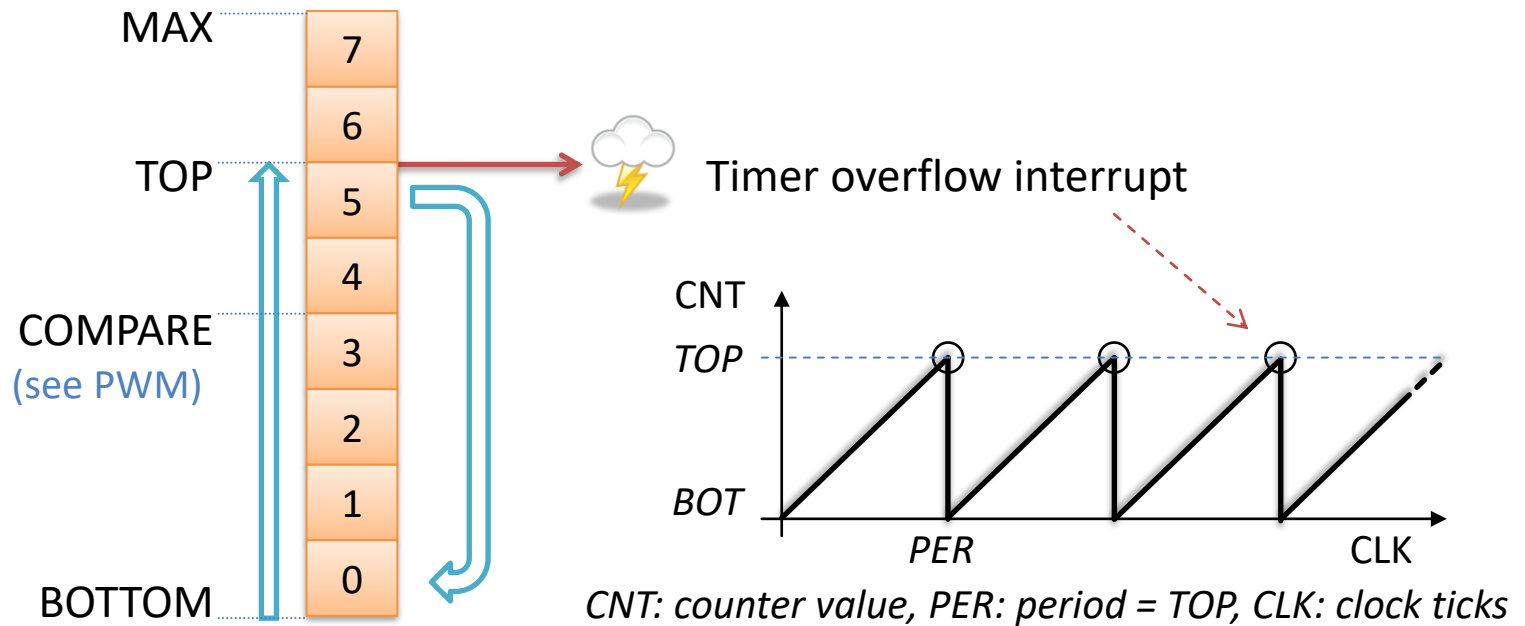 MAX
7
6
TOP
5
Timer overflow interrupt
4
CNT
COMPARE
3
TOP
(see PWM)
2
1
BOT
0
PER
CLK
BOTTOM
CNT: counter value, PER: period = TOP, CLK: clock ticks